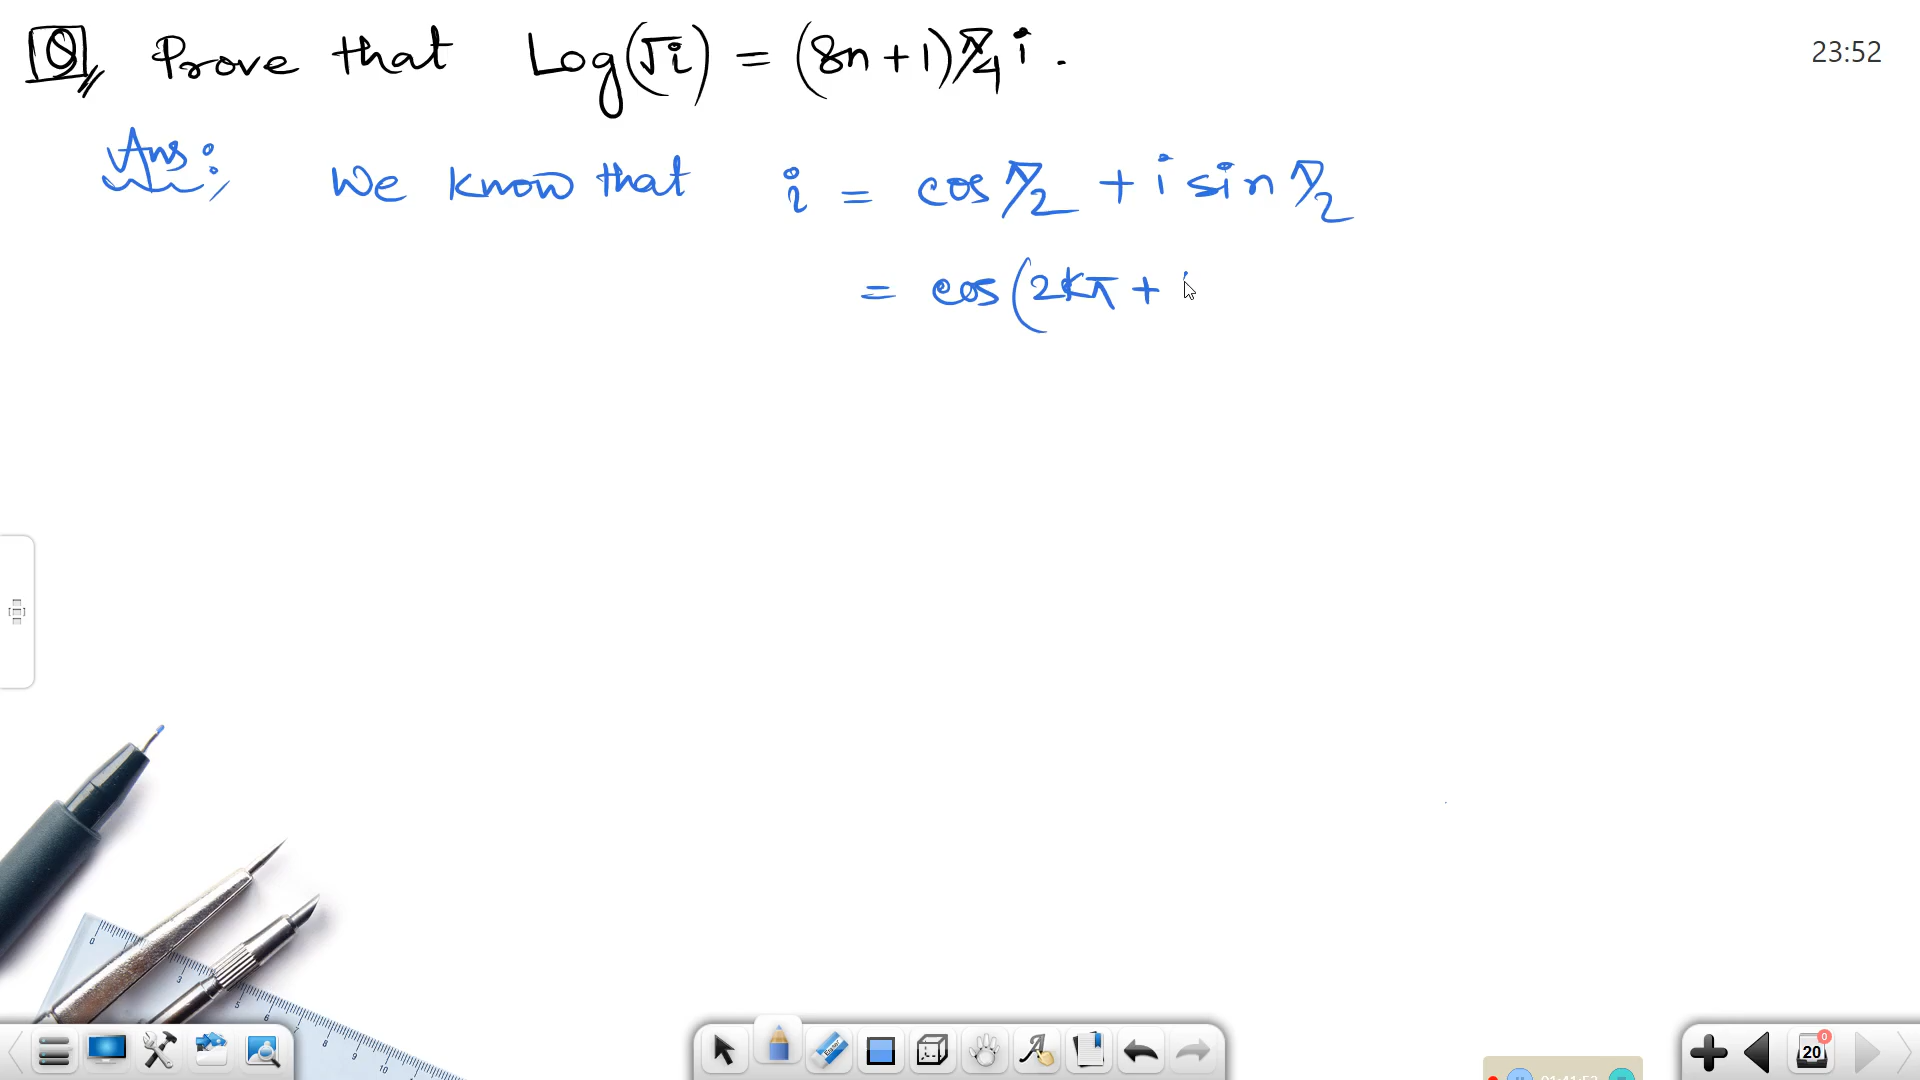 Q Prove that Log(√i) = (8n+1)π/4 i.
23:52
Ans: We know that i = cos π/2 + i sin π/2
= cos(2kπ +
20
0